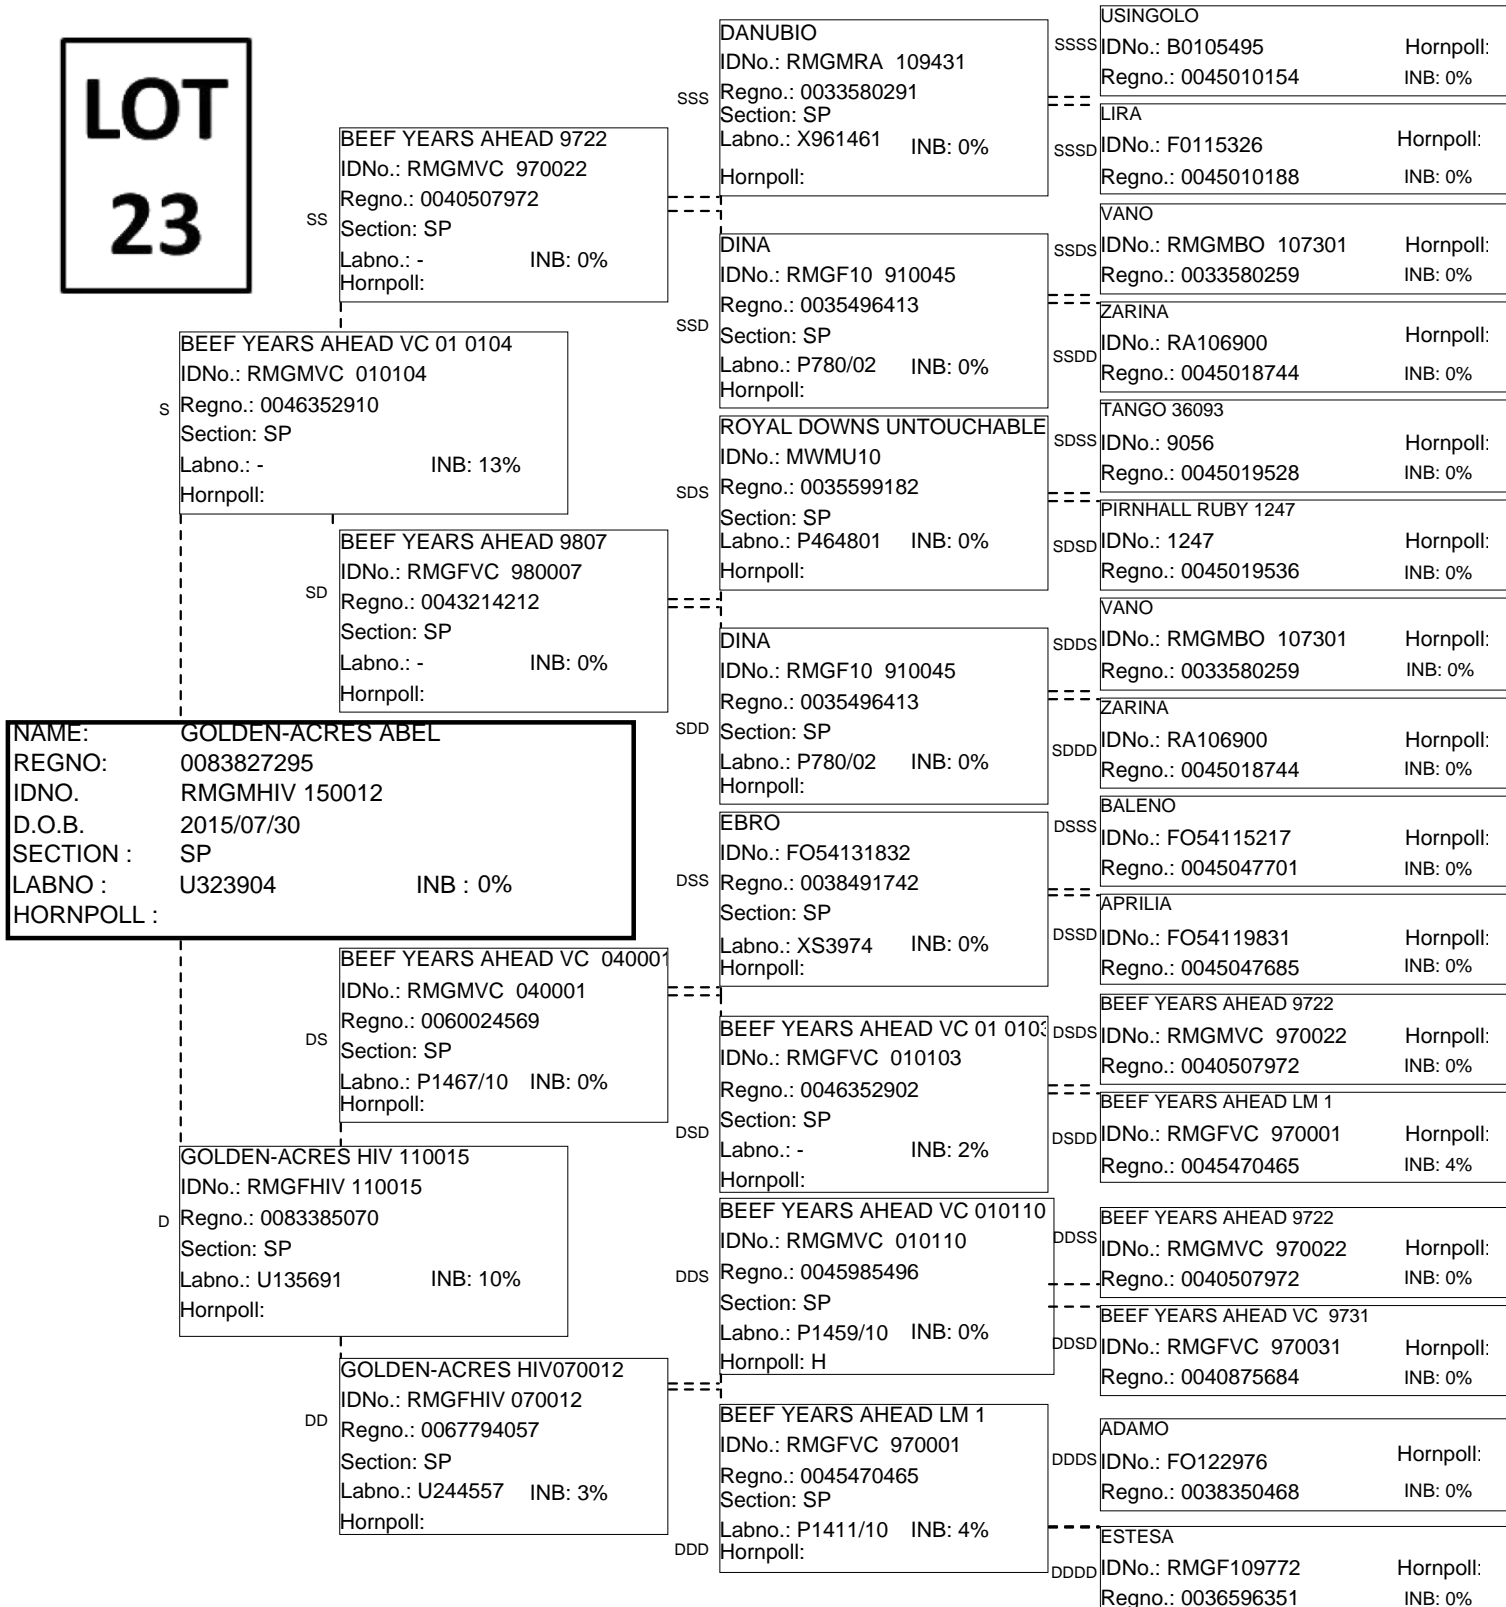 LOT
23
NAME: GOLDEN-ACRES ABEL
REGNO: 0083827295
IDNO. RMGMHIV 150012
D.O.B. 2015/07/30
SECTION : SP
LABNO : U323904 INB : 0%
HORNPOLL :
S
BEEF YEARS AHEAD VC 01 0104
IDNo.: RMGMVC 010104
Regno.: 0046352910
Section: SP
Labno.: - INB: 13%
Hornpoll:
D
GOLDEN-ACRES HIV 110015
IDNo.: RMGFHIV 110015
Regno.: 0083385070
Section: SP
Labno.: U135691 INB: 10%
Hornpoll:
SS
BEEF YEARS AHEAD 9722
IDNo.: RMGMVC 970022
Regno.: 0040507972
Section: SP
Labno.: - INB: 0%
Hornpoll:
SD
BEEF YEARS AHEAD 9807
IDNo.: RMGFVC 980007
Regno.: 0043214212
Section: SP
Labno.: - INB: 0%
Hornpoll:
DS
BEEF YEARS AHEAD VC 040001
IDNo.: RMGMVC 040001
Regno.: 0060024569
Section: SP
Labno.: P1467/10 INB: 0%
Hornpoll:
DD
GOLDEN-ACRES HIV070012
IDNo.: RMGFHIV 070012
Regno.: 0067794057
Section: SP
Labno.: U244557 INB: 3%
Hornpoll:
SSS
DANUBIO
IDNo.: RMGMRA 109431
Regno.: 0033580291
Section: SP
Labno.: X961461 INB: 0%
Hornpoll:
SSD
DINA
IDNo.: RMGF10 910045
Regno.: 0035496413
Section: SP
Labno.: P780/02 INB: 0%
Hornpoll:
SDS
ROYAL DOWNS UNTOUCHABLE
IDNo.: MWMU10
Regno.: 0035599182
Section: SP
Labno.: P464801 INB: 0%
Hornpoll:
SDD
DINA
IDNo.: RMGF10 910045
Regno.: 0035496413
Section: SP
Labno.: P780/02 INB: 0%
Hornpoll:
DSS
EBRO
IDNo.: FO54131832
Regno.: 0038491742
Section: SP
Labno.: XS3974 INB: 0%
Hornpoll:
DSD
BEEF YEARS AHEAD VC 01 0103
IDNo.: RMGFVC 010103
Regno.: 0046352902
Section: SP
Labno.: - INB: 2%
Hornpoll:
DDS
BEEF YEARS AHEAD VC 010110
IDNo.: RMGMVC 010110
Regno.: 0045985496
Section: SP
Labno.: P1459/10 INB: 0%
Hornpoll: H
DDD
BEEF YEARS AHEAD LM 1
IDNo.: RMGFVC 970001
Regno.: 0045470465
Section: SP
Labno.: P1411/10 INB: 4%
Hornpoll:
USINGOLO
SSSS IDNo.: B0105495 Hornpoll:
Regno.: 0045010154 INB: 0%
LIRA
SSSD IDNo.: F0115326 Hornpoll:
Regno.: 0045010188 INB: 0%
VANO
SSDS IDNo.: RMGMBO 107301 Hornpoll:
Regno.: 0033580259 INB: 0%
ZARINA
SSDD IDNo.: RA106900 Hornpoll:
Regno.: 0045018744 INB: 0%
TANGO 36093
SDSS IDNo.: 9056 Hornpoll:
Regno.: 0045019528 INB: 0%
PIRNHALL RUBY 1247
SDSD IDNo.: 1247 Hornpoll:
Regno.: 0045019536 INB: 0%
VANO
SDDS IDNo.: RMGMBO 107301 Hornpoll:
Regno.: 0033580259 INB: 0%
ZARINA
SDDD IDNo.: RA106900 Hornpoll:
Regno.: 0045018744 INB: 0%
BALENO
DSSS IDNo.: FO54115217 Hornpoll:
Regno.: 0045047701 INB: 0%
APRILIA
DSSD IDNo.: FO54119831 Hornpoll:
Regno.: 0045047685 INB: 0%
BEEF YEARS AHEAD 9722
DSDS IDNo.: RMGMVC 970022 Hornpoll:
Regno.: 0040507972 INB: 0%
BEEF YEARS AHEAD LM 1
DSDD IDNo.: RMGFVC 970001 Hornpoll:
Regno.: 0045470465 INB: 4%
BEEF YEARS AHEAD 9722
DDSS IDNo.: RMGMVC 970022 Hornpoll:
Regno.: 0040507972 INB: 0%
BEEF YEARS AHEAD VC 9731
DDSD IDNo.: RMGFVC 970031 Hornpoll:
Regno.: 0040875684 INB: 0%
ADAMO
DDDS IDNo.: FO122976 Hornpoll:
Regno.: 0038350468 INB: 0%
ESTESA
DDDD IDNo.: RMGF109772 Hornpoll:
Regno.: 0036596351 INB: 0%